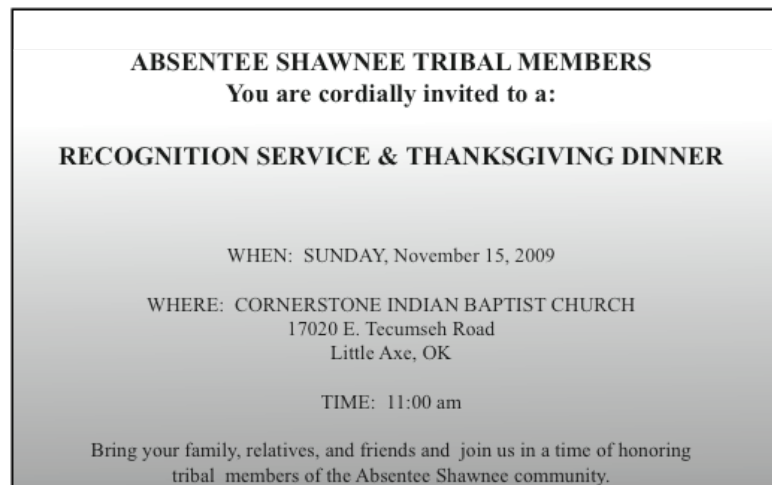 ABSENTEE SHAWNEE TRIBAL MEMBERS
You are cordially invited to a:
RECOGNITION SERVICE & THANKSGIVING DINNER
WHEN: SUNDAY, November 15, 2009
WHERE: CORNERSTONE INDIAN BAPTIST CHURCH
17020 E. Tecumseh Road
Little Axe, OK
TIME: 11:00 am
Bring your family, relatives, and friends and join us in a time of honoring
tribal members of the Absentee Shawnee community.